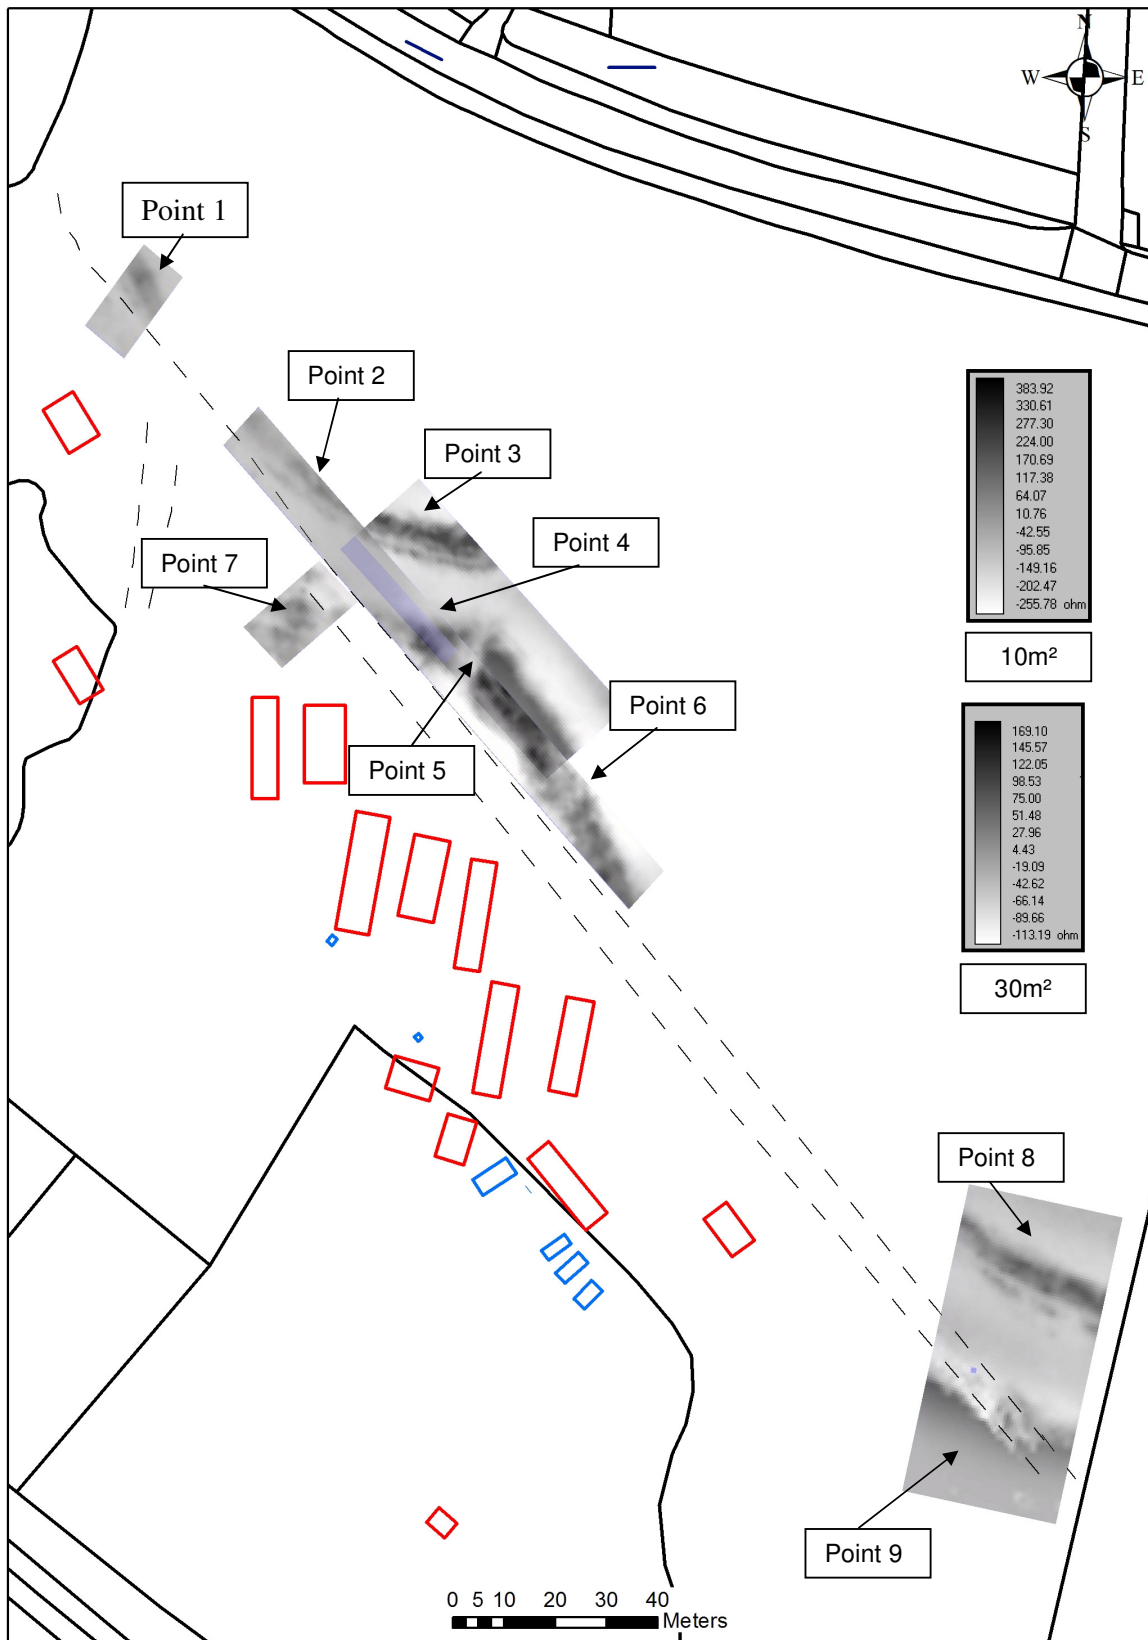 N
W E
S
Point 1
Point 2
Point 3
Point 4
Point 7
Point 6
Point 5
383.92
330.61
277.30
224.00
170.69
117.38
64.07
10.76
-42.55
-95.85
-149.16
-202.47
-255.78 ohm
10m²
169.10
145.57
122.05
98.53
75.00
51.48
27.96
4.43
-19.09
-42.62
-66.14
-89.66
-113.19 ohm
30m²
Point 8
Point 9
0 5 10 20 30 40
Meters